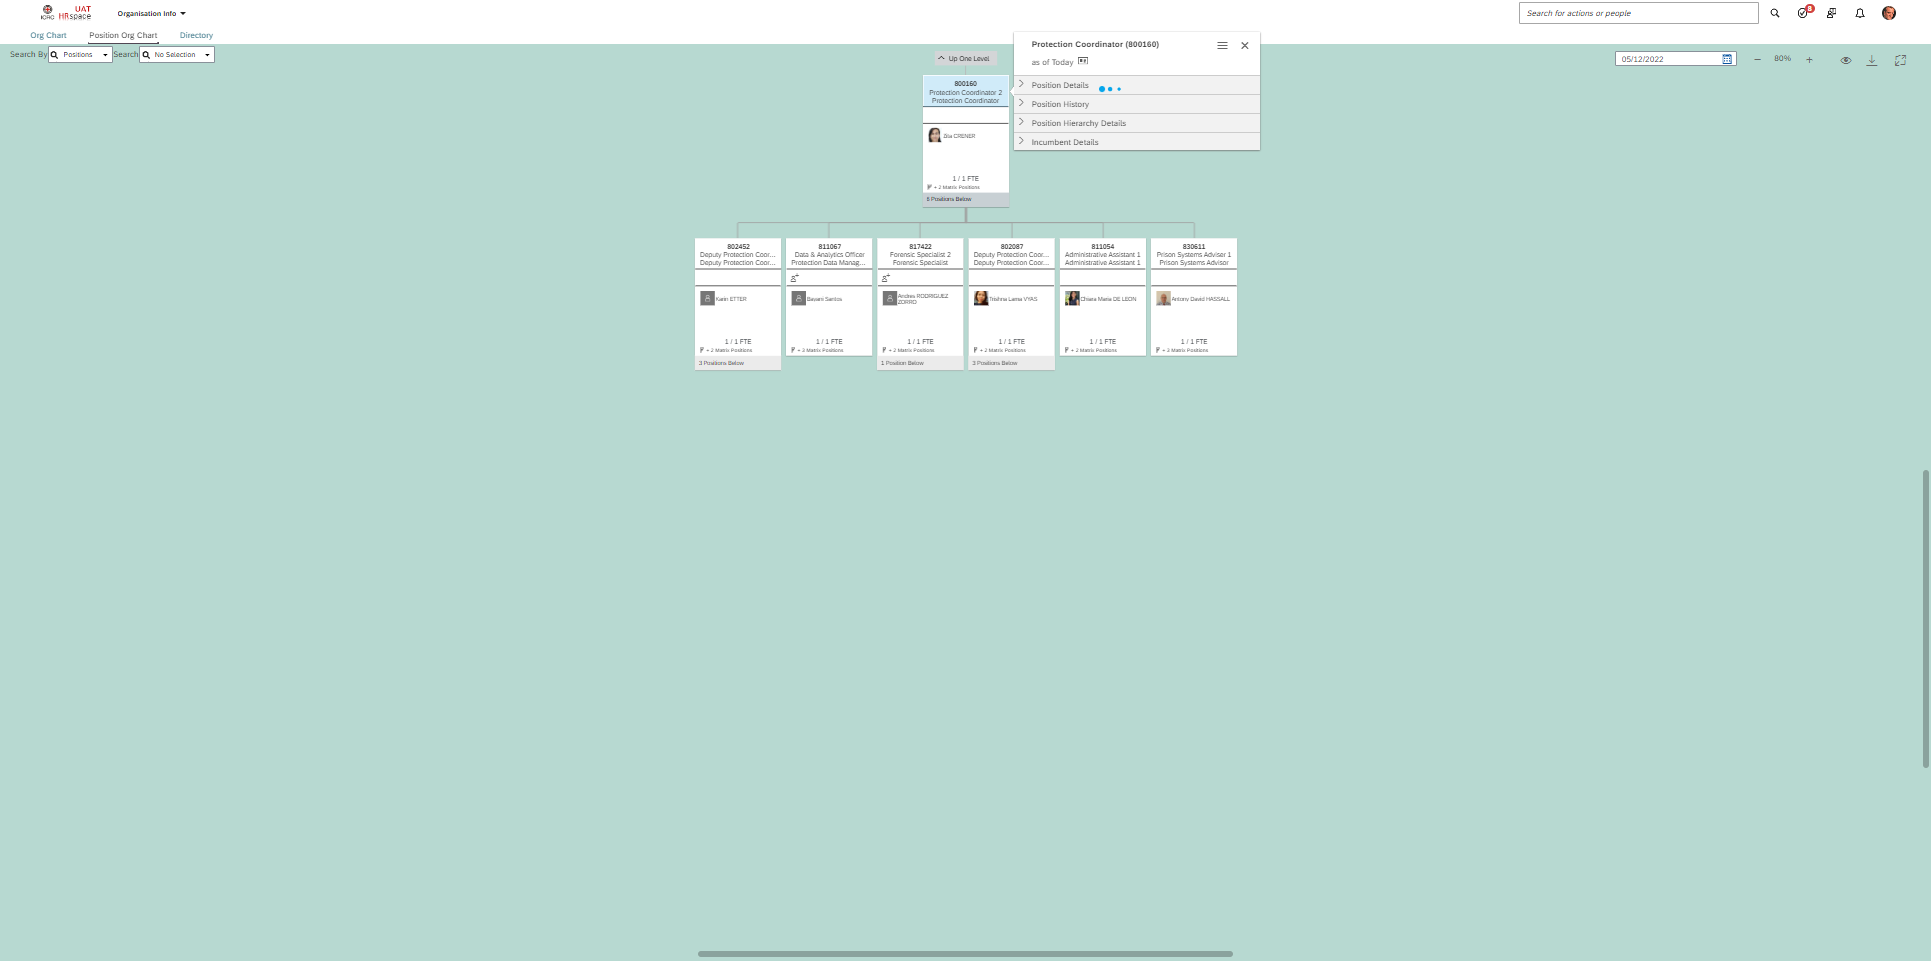 ICRC
UAT
HRspace
Organisation Info
Search for actions or people
8
Org Chart
Position Org Chart
Directory
Search By
Positions
Search
No Selection
Up One Level
Protection Coordinator (800160)
as of Today
Position Details
Position History
Position Hierarchy Details
Incumbent Details
05/12/2022
80%
800160
Protection Coordinator 2
Protection Coordinator
CRENER
1 / 1 FTE
+ 2 Matrix Positions
Positions Below
802452
Deputy Protection Coor...
Deputy Protection Coor...
Karin ETTER
1 / 1 FTE
+ 2 Matrix Positions
3 Positions Below
811067
Data & Analytics Officer
Protection Data Manag...
Bayani Santos
1 / 1 FTE
+ 3 Matrix Positions
817422
Forensic Specialist 2
Forensic Specialist
Andres RODRIGUEZ
ZORRO
1 / 1 FTE
+ 2 Matrix Positions
1 Position Below
802087
Deputy Protection Coor...
Deputy Protection Coor...
Trishna Lama VYAS
1 / 1 FTE
+ 2 Matrix Positions
3 Positions Below
811054
Administrative Assistant 1
Administrative Assistant 1
Chiara Maria DE LEON
1 / 1 FTE
+ 2 Matrix Positions
830611
Prison Systems Adviser 1
Prison Systems Advisor
Antony David HASSALL
1 / 1 FTE
+ 3 Matrix Positions